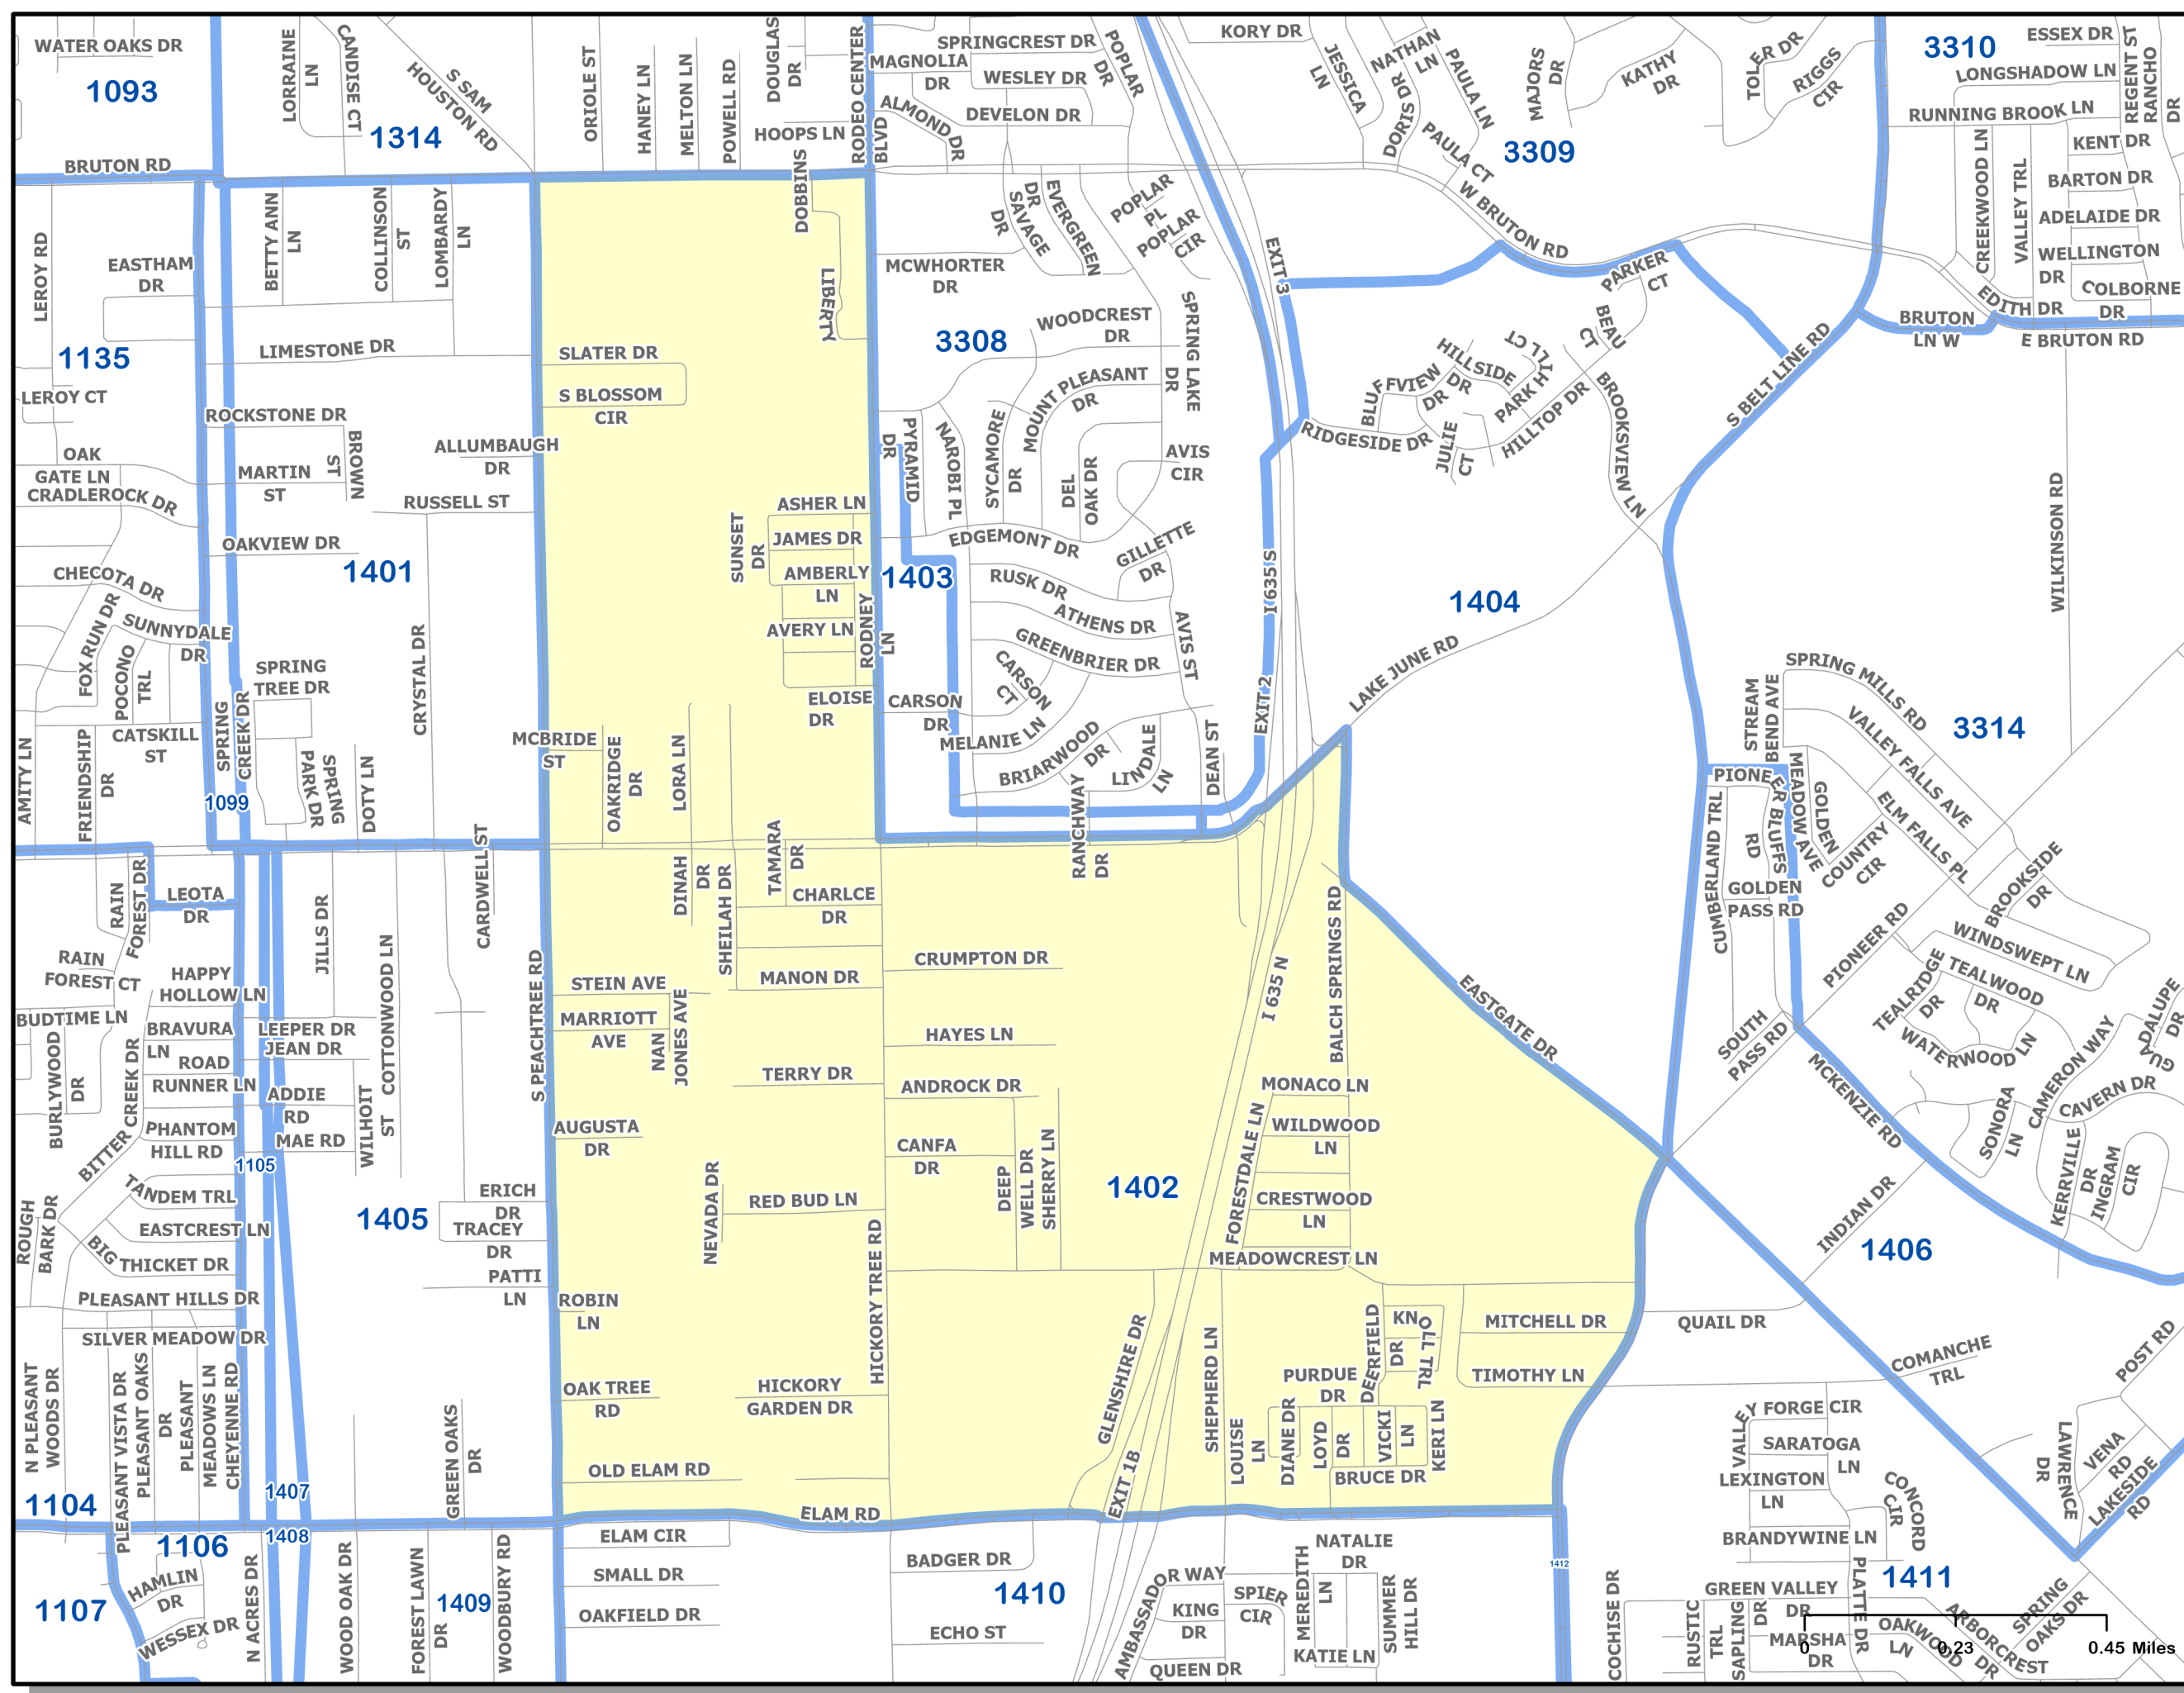 WATER OAKS DR
1093
BRUTON RD
LORRAINE
LN
CANDISE CT
1314
S SAM
HOUSTON RD
ORIOLE ST
HANEY LN
MELTON LN
POWELL RD
DOUGLAS
DR
HOOPS LN
DOBBINS
RODEO CENTER
BLVD
MAGNOLIA
DR
SPRINGCREST DR
WESLEY DR
DEVELON DR
ALMOND DR
POPLAR
DR
KORY DR
JESSICA
LN
NATHAN
LN
DORIS DR
PAULA LN
PAULA CT
MAJORS
DR
3309
KATHY
DR
TOLER DR
RIGGS
CIR
3310
ESSEX DR
LONGSHADOW LN
RUNNING BROOK LN
REGENT ST
RANCHO
DR
KENT DR
BARTON DR
ADELAIDE DR
WELLINGTON
DR
COLBORNE
DR
CREEKWOOD LN
VALLEY TRL
EDITH DR
BRUTON
LN W
E BRUTON RD
W BRUTON RD
LEROY RD
EASTHAM
DR
1135
LEROY CT
BETTY ANN
LN
COLLINSON
ST
LOMBARDY
LN
LIMESTONE DR
ROCKSTONE DR
BROWN
ST
MARTIN
ST
ALLUMBAUGH
DR
RUSSELL ST
OAKVIEW DR
1401
OAK
GATE LN
CRADLEROCK DR
CHECOTA DR
FOX RUN DR
SUNNYDALE
DR
POCONO
TRL
SPRING
TREE DR
CRYSTAL DR
CATSKILL
ST
SPRING
CREEK DR
1099
AMITY LN
FRIENDSHIP
DR
SPRING
PARK DR
DOTY LN
LIBERTY
SLATER DR
S BLOSSOM
CIR
SUNSET
DR
ASHER LN
JAMES DR
AMBERLY
LN
AVERY LN
RODNEY
LN
ELOISE
DR
MCBRIDE
ST
OAKRIDGE
DR
LORA LN
MCWHORTER
DR
SAVAGE
DR
EVERGREEN
DR
POPLAR
PL
POPLAR
CIR
3308
WOODCREST
DR
MOUNT PLEASANT
DR
SPRING LAKE
DR
PYRAMID
DR
NAROBI PL
SYCAMORE
DR
DEL
OAK DR
AVIS
CIR
EDGEMONT DR
GILLETTE
DR
1403
RUSK DR
ATHENS DR
GREENBRIER DR
AVIS ST
CARSON
CT
CARSON
DR
MELANIE LN
BRIARWOOD
DR
LINDALE
LN
DEAN ST
RANCHWAY
DR
EXIT 3
I 635 S
EXIT 2
PARKER
CT
BEAU
CT
HILLSIDE
DR
BLUFFVIEW
DR
PARK HILL CT
HILLTOP DR
RIDGESIDE DR
JULIE
CT
BROOKSVIEW LN
S BELT LINE RD
1404
LAKE JUNE RD
WILKINSON RD
3314
SPRING MILLS RD
STREAM
BEND AVE
VALLEY FALLS AVE
PIONEER BLUFFS
RD
MEADOW AVE
GOLDEN
COUNTRY
CIR
ELM FALLS PL
CUMBERLAND TRL
GOLDEN
PASS RD
BROOKSIDE
DR
PIONEER RD
WINDSWEPT LN
TEALRIDGE
DR
TEALWOOD
DR
WATERWOOD LN
SOUTH
PASS RD
MCKENZIE RD
CAMERON WAY
GUADALUPE
DR
CAVERN DR
SONORA
LN
KERRVILLE
DR
INGRAM
CIR
LEOTA
DR
RAIN
FOREST DR
RAIN
FOREST CT
HAPPY
HOLLOW LN
BUDTIME LN
BURLYWOOD
DR
BRAVURA
LN
ROAD
RUNNER LN
BITTER CREEK DR
PHANTOM
HILL RD
TANDEM TRL
EASTCREST LN
BIG THICKET DR
ROUGH
BARK DR
PLEASANT HILLS DR
SILVER MEADOW DR
N PLEASANT
WOODS DR
PLEASANT VISTA DR
PLEASANT OAKS
DR
PLEASANT
MEADOWS LN
CHEYENNE RD
1104
1105
JILLS DR
COTTONWOOD LN
CARDWELL ST
LEEPER DR
JEAN DR
ADDIE
RD
MAE RD
WILHOIT
ST
1405
ERICH
DR
TRACEY
DR
PATTI
LN
GREEN OAKS
DR
S PEACHTREE RD
1407
1408
DINAH
DR
SHEILAH DR
TAMARA
DR
CHARLCE
DR
MANON DR
STEIN AVE
MARRIOTT
AVE
NAN
JONES AVE
TERRY DR
AUGUSTA
DR
NEVADA DR
RED BUD LN
ROBIN
LN
OAK TREE
RD
HICKORY
GARDEN DR
OLD ELAM RD
HICKORY TREE RD
CRUMPTON DR
HAYES LN
ANDROCK DR
CANFA
DR
DEEP
WELL DR
SHERRY LN
1402
I 635 N
BALCH SPRINGS RD
EASTGATE DR
MONACO LN
WILDWOOD
LN
FORESTDALE LN
CRESTWOOD
LN
MEADOWCREST LN
GLENSHIRE DR
EXIT 1B
SHEPHERD LN
LOUISE
LN
DIANE DR
PURDUE
DR
DEERFIELD
DR
KNOLL TRL
LOYD
DR
VICKI
LN
KERI LN
BRUCE DR
MITCHELL DR
TIMOTHY LN
ELAM RD
INDIAN DR
1406
QUAIL DR
COMANCHE
TRL
POST RD
VALLEY FORGE CIR
SARATOGA
LN
LEXINGTON
LN
BRANDYWINE LN
CONCORD
CIR
LAWRENCE
DR
VENA
RD
LAKESIDE
RD
1411
GREEN VALLEY
DR
PLATTE DR
COCHISE DR
RUSTIC
TRL
SAPLING
DR
MARSHA
DR
OAKWOOD
LN
ARBORCREST
DR
SPRING
OAKS DR
1106
1107
HAMLIN
DR
WESSEX DR
N ACRES DR
WOOD OAK DR
FOREST LAWN
DR
1409
WOODBURY RD
ELAM CIR
SMALL DR
OAKFIELD DR
BADGER DR
1410
ECHO ST
AMBASSADOR WAY
KING
DR
QUEEN DR
SPIER
CIR
MEREDITH
LN
NATALIE
DR
SUMMER
HILL DR
KATIE LN
1412
0 0.23 0.45 Miles